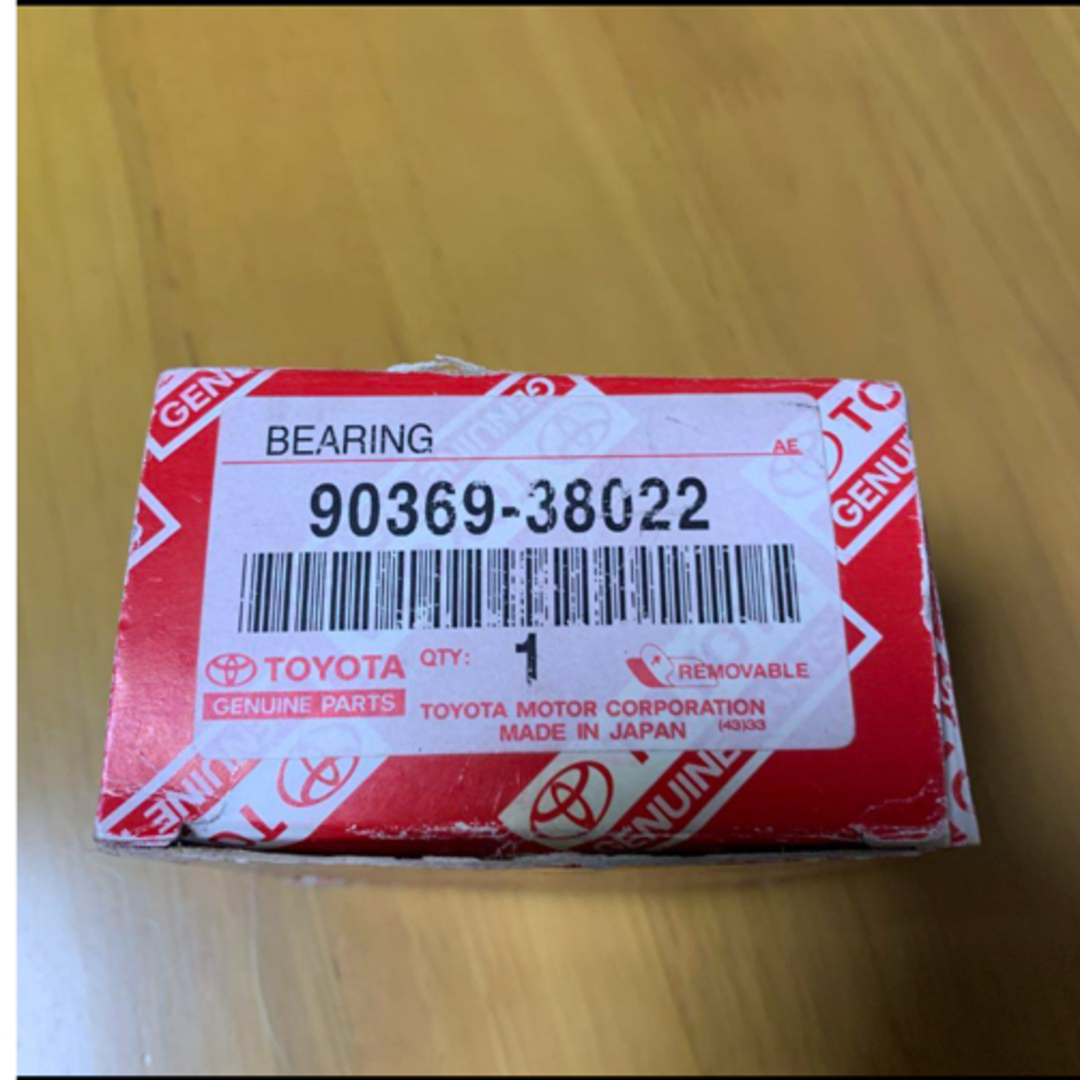 BEARING
AE
90369-38022
TOYOTA
GENUINE PARTS
QTY: 1
REMOVABLE
TOYOTA MOTOR CORPORATION
MADE IN JAPAN (43)33
GENUINE